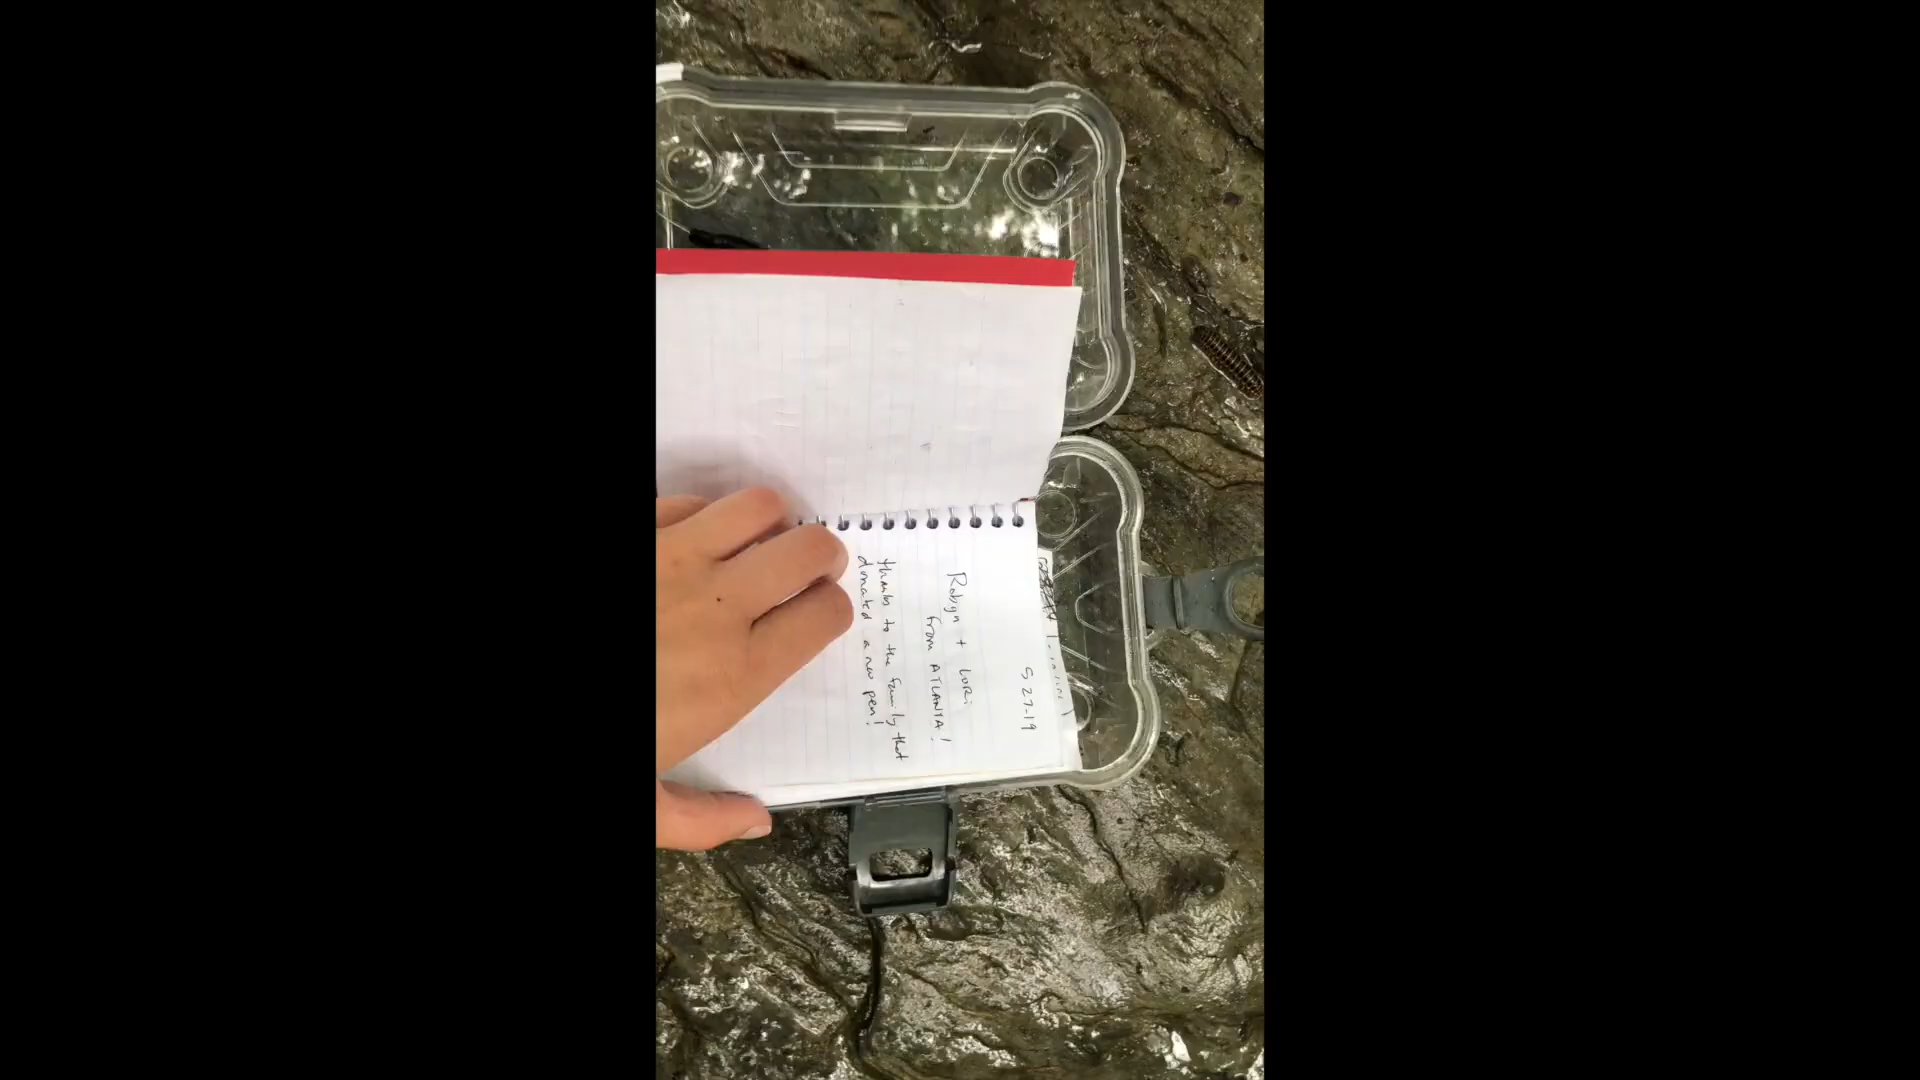 5 27-19
Robyn + LORi
from ATLANTA!
thanks to the family that
donated a new pen!